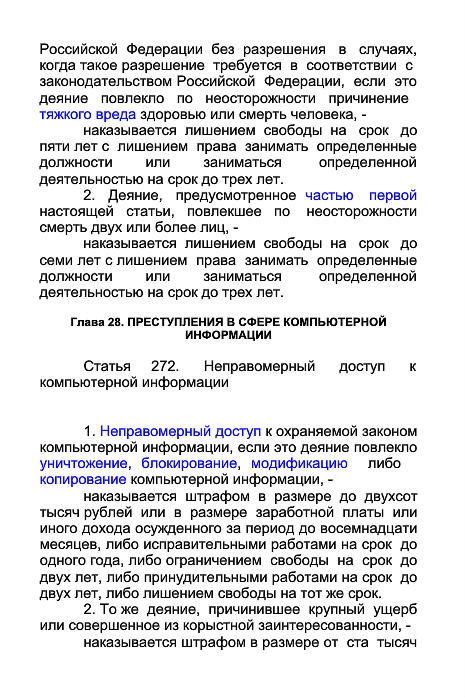 Российской Федерации без разрешения в случаях,
когда такое разрешение требуется в соответствии с
законодательством Российской Федерации, если это
деяние повлекло по неосторожности причинение
тяжкого вреда здоровью или смерть человека, -
наказывается лишением свободы на срок до
пяти лет с лишением права занимать определенные
должности или заниматься определенной
деятельностью на срок до трех лет.
2. Деяние, предусмотренное частью первой
настоящей статьи, повлекшее по неосторожности
смерть двух или более лиц, -
наказывается лишением свободы на срок до
семи лет с лишением права занимать определенные
должности или заниматься определенной
деятельностью на срок до трех лет.
Глава 28. ПРЕСТУПЛЕНИЯ В СФЕРЕ КОМПЬЮТЕРНОЙ
ИНФОРМАЦИИ
Статья 272. Неправомерный доступ к
компьютерной информации
1. Неправомерный доступ к охраняемой законом
компьютерной информации, если это деяние повлекло
уничтожение, блокирование, модификацию либо
копирование компьютерной информации, -
наказывается штрафом в размере до двухсот
тысяч рублей или в размере заработной платы или
иного дохода осужденного за период до восемнадцати
месяцев, либо исправительными работами на срок до
одного года, либо ограничением свободы на срок до
двух лет, либо принудительными работами на срок до
двух лет, либо лишением свободы на тот же срок.
2. То же деяние, причинившее крупный ущерб
или совершенное из корыстной заинтересованности, -
наказывается штрафом в размере от ста тысяч